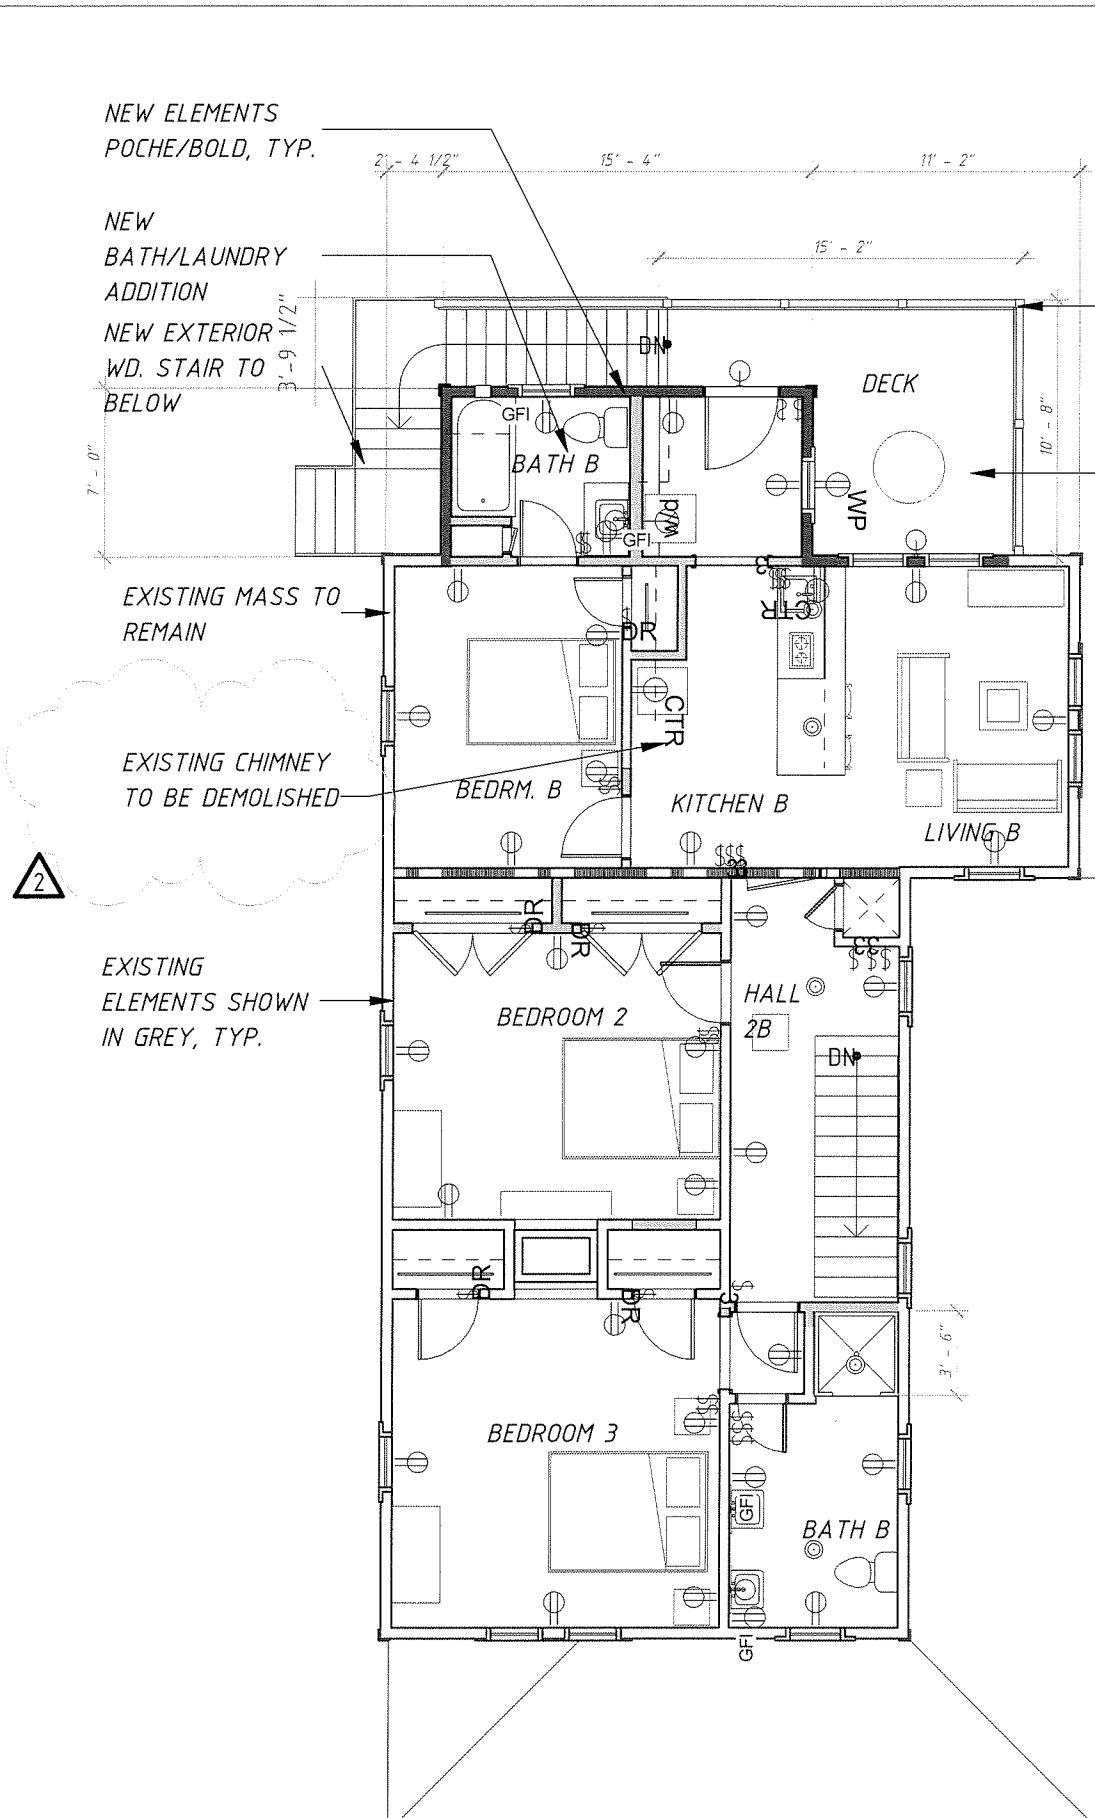 NEW ELEMENTS
POCHE/BOLD, TYP.
2' - 4 1/2"
15' - 4"
11' - 2"
NEW
BATH/LAUNDRY
ADDITION
15' - 2"
NEW EXTERIOR
WD. STAIR TO
BELOW
3'-9 1/2"
DN
DECK
10' - 8"
7' - 0"
GFI
BATH B
P/W
GFI
WP
$ $
$$
3
$$
EXISTING MASS TO
REMAIN
DR
$
CTR
CTR
EXISTING CHIMNEY
TO BE DEMOLISHED
BEDRM. B
$$
KITCHEN B
LIVING B
2
$$$
33
DR
DR
33
$$$
EXISTING
ELEMENTS SHOWN
IN GREY, TYP.
BEDROOM 2
HALL
2B
$$
DN
DR
DR
3
$
3' - 6"
BEDROOM 3
$$
$$$
GFI
BATH B
GFI